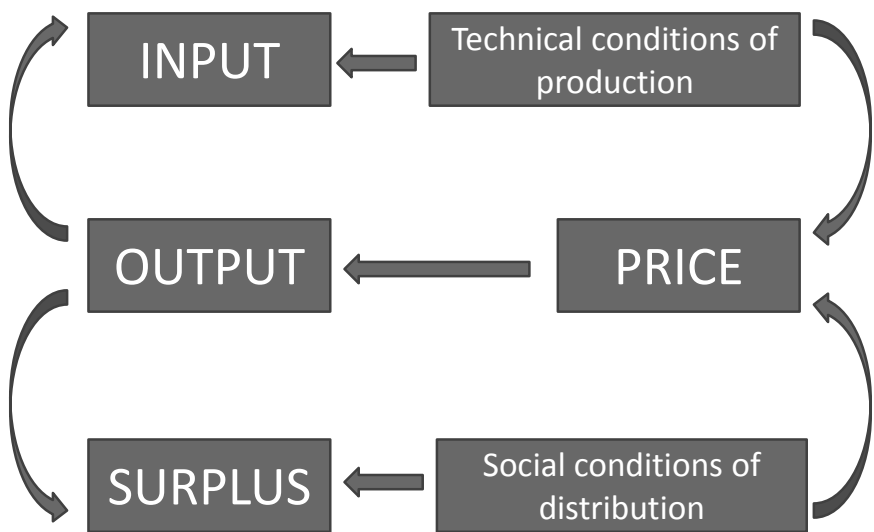 INPUT
Technical conditions of
production
OUTPUT
PRICE
SURPLUS
Social conditions of
distribution